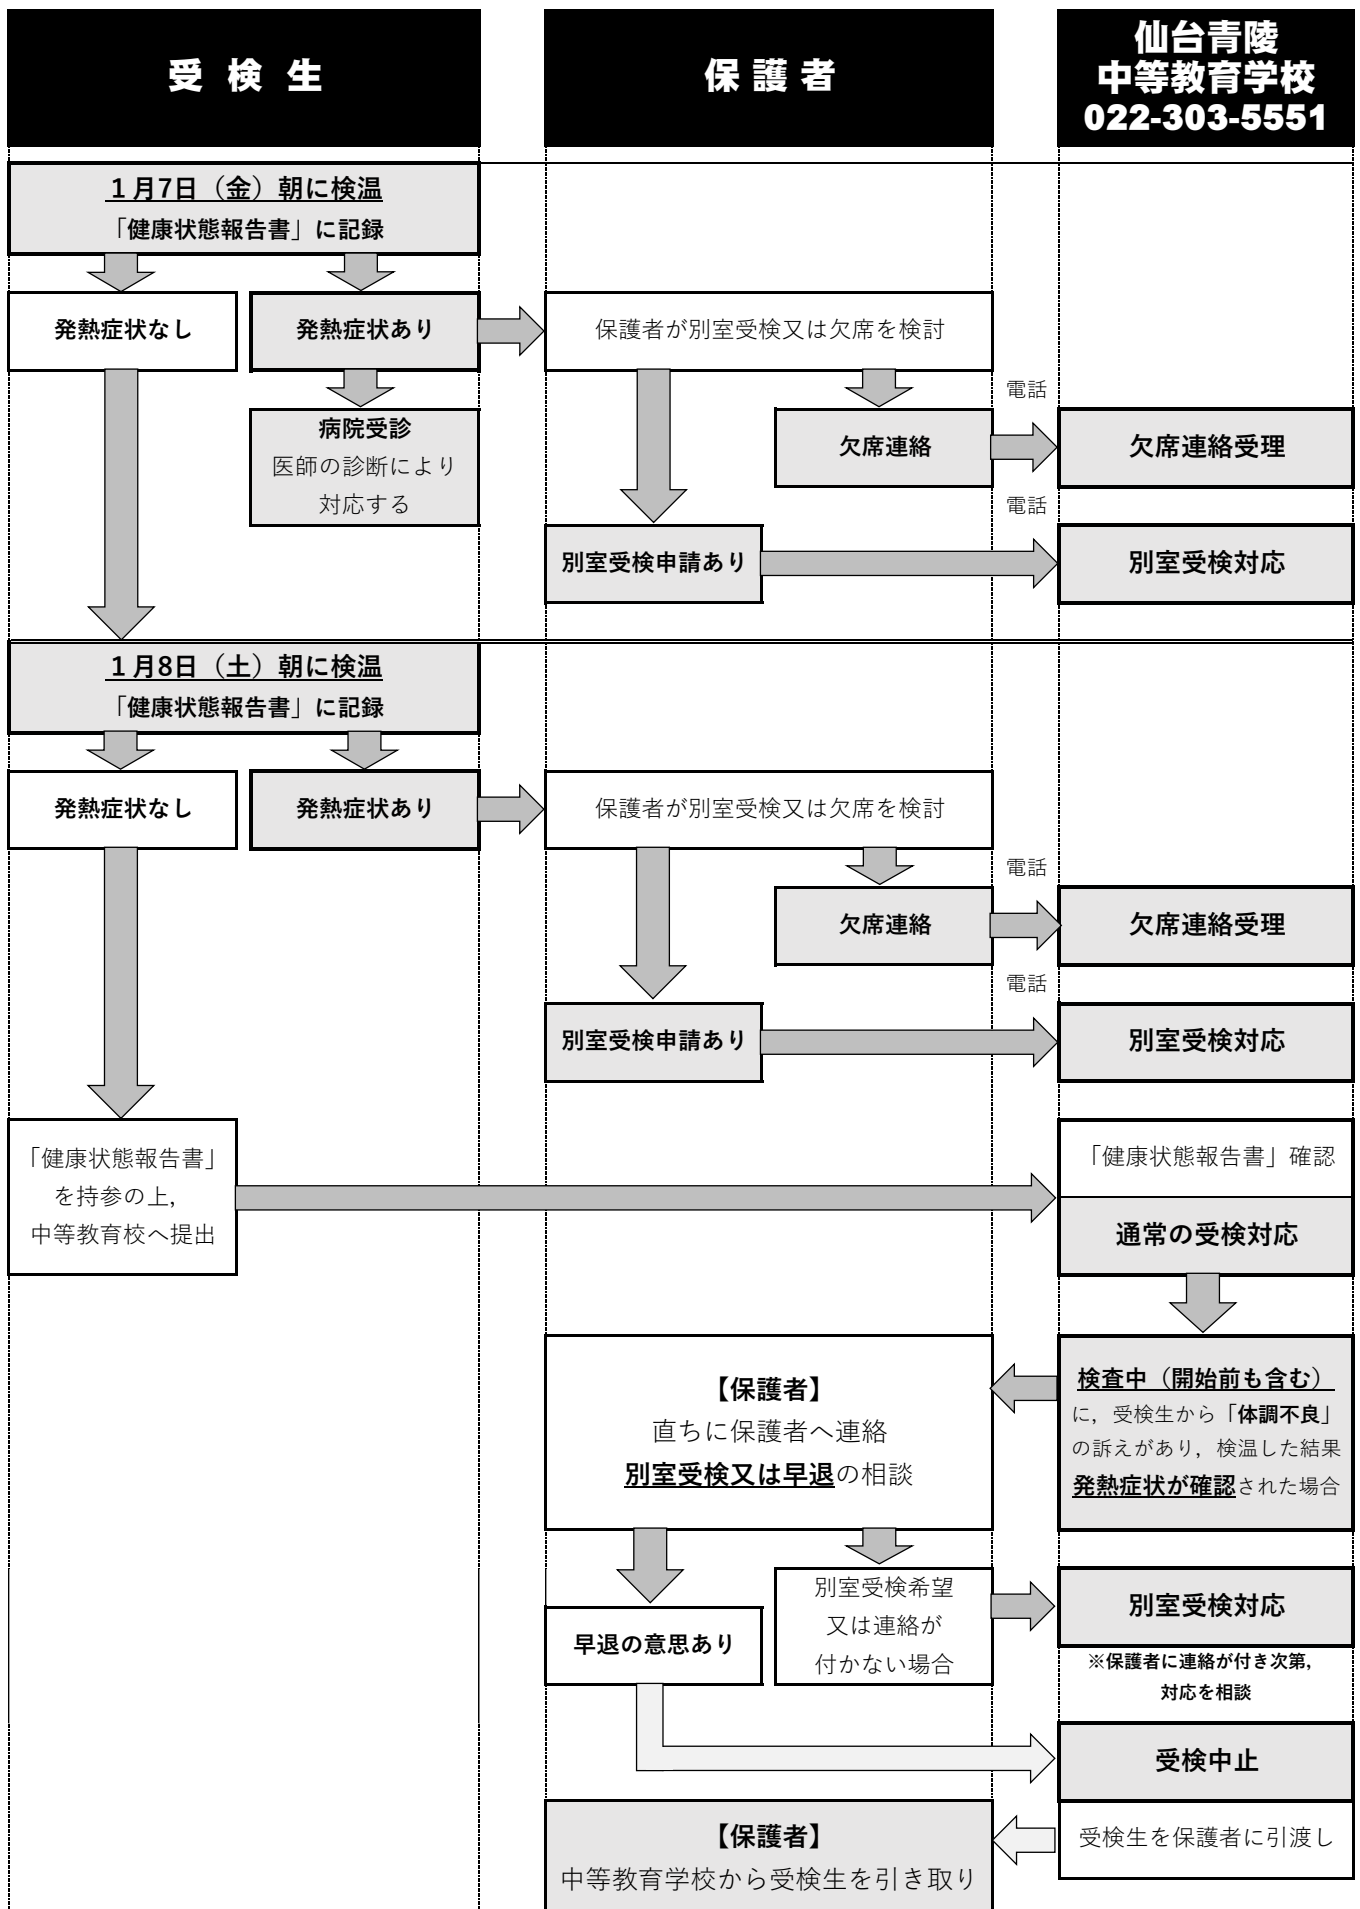 受検生
保護者
仙台青陵
中等教育学校
022-303-5551
１月7日（金）朝に検温
「健康状態報告書」に記録
発熱症状なし
発熱症状あり
保護者が別室受検又は欠席を検討
病院受診
医師の診断により
対応する
欠席連絡
電話
欠席連絡受理
別室受検申請あり
電話
別室受検対応
１月8日（土）朝に検温
「健康状態報告書」に記録
発熱症状なし
発熱症状あり
保護者が別室受検又は欠席を検討
欠席連絡
電話
欠席連絡受理
別室受検申請あり
電話
別室受検対応
「健康状態報告書」
を持参の上，
中等教育校へ提出
「健康状態報告書」確認
通常の受検対応
検査中（開始前も含む）
に，受検生から「体調不良」
の訴えがあり，検温した結果
発熱症状が確認された場合
【保護者】
直ちに保護者へ連絡
別室受検又は早退の相談
早退の意思あり
別室受検希望
又は連絡が
付かない場合
別室受検対応
※保護者に連絡が付き次第，
対応を相談
受検中止
受検生を保護者に引渡し
【保護者】
中等教育学校から受検生を引き取り